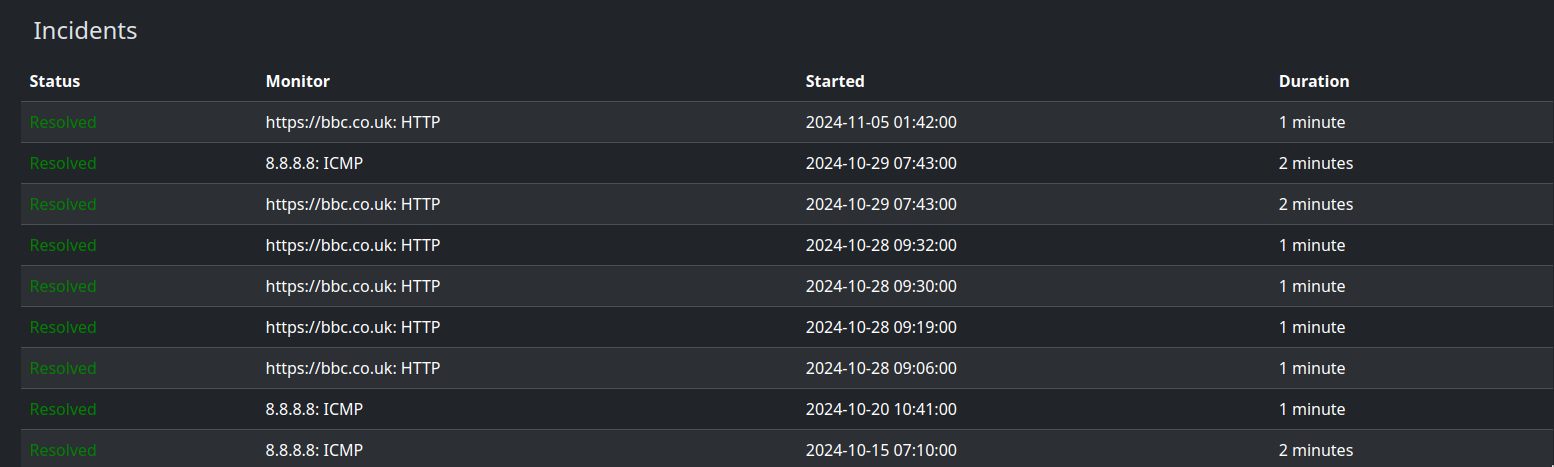 Incidents
Status Monitor Started Duration
Resolved https://bbc.co.uk: HTTP 2024-11-05 01:42:00 1 minute
Resolved 8.8.8.8: ICMP 2024-10-29 07:43:00 2 minutes
Resolved https://bbc.co.uk: HTTP 2024-10-29 07:43:00 2 minutes
Resolved https://bbc.co.uk: HTTP 2024-10-28 09:32:00 1 minute
Resolved https://bbc.co.uk: HTTP 2024-10-28 09:30:00 1 minute
Resolved https://bbc.co.uk: HTTP 2024-10-28 09:19:00 1 minute
Resolved https://bbc.co.uk: HTTP 2024-10-28 09:06:00 1 minute
Resolved 8.8.8.8: ICMP 2024-10-20 10:41:00 1 minute
Resolved 8.8.8.8: ICMP 2024-10-15 07:10:00 2 minutes